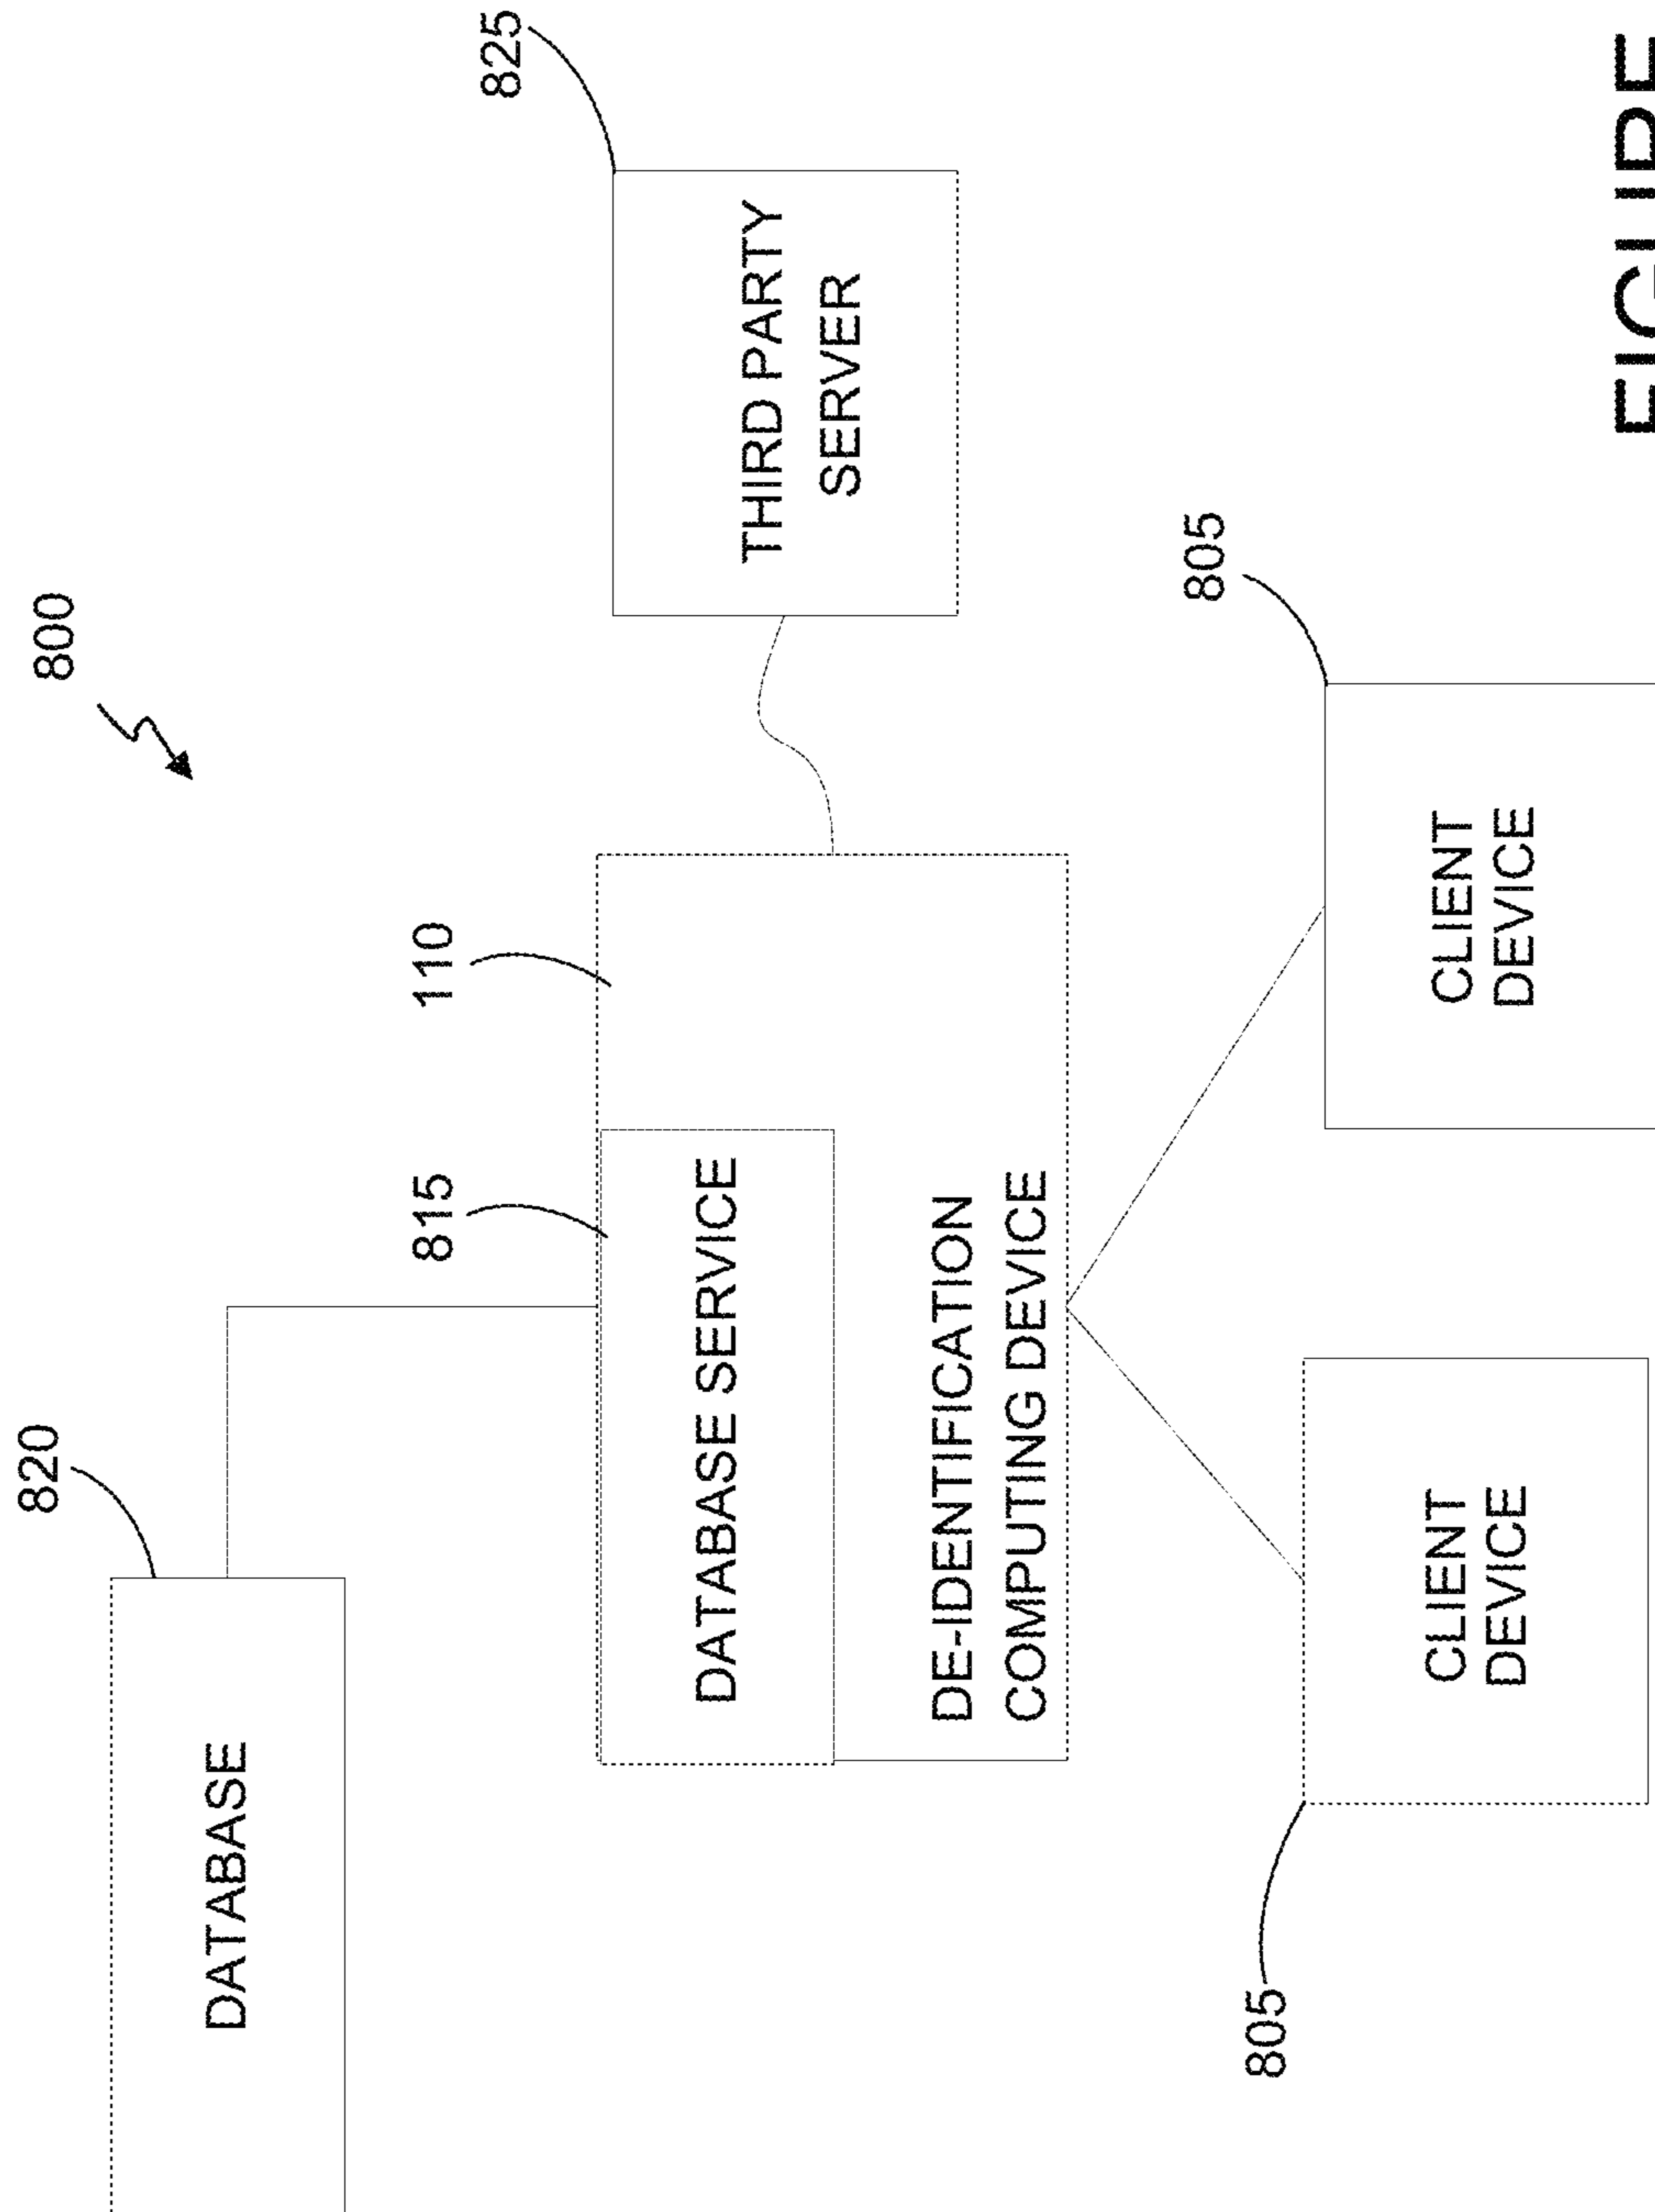 820
800
DATABASE
815
110
825
DATABASE SERVICE
THIRD PARTY
SERVER
DE-IDENTIFICATION
COMPUTING DEVICE
805
805
CLIENT
DEVICE
CLIENT
DEVICE
FIGURE